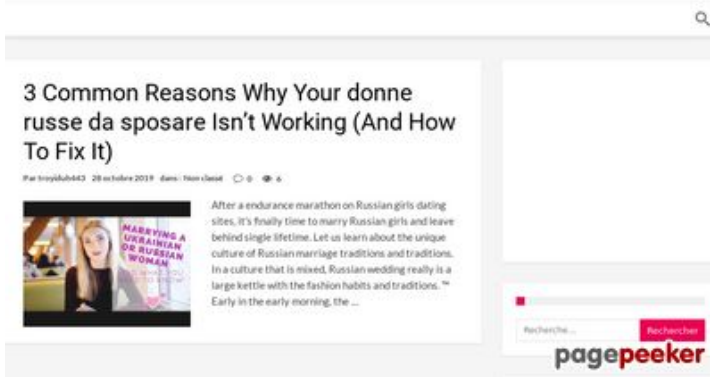 3 Common Reasons Why Your donne
russe da sposare Isn't Working (And How
To Fix It)
Par troyiduh443 28 octobre 2019 dans : Non classé 0 6
After a endurance marathon on Russian girls dating
sites, it's finally time to marry Russian girls and leave
behind single lifetime. Let us learn about the unique
culture of Russian marriage traditions and traditions.
In a culture that is mixed, Russian wedding really is a
large kettle with the fashion habits and traditions. ™
Early in the early morning, the ...
MARRYING A
UKRAINIAN
OR RUSSIAN
WOMAN
Recherche ...
Rechercher
pagepeeker